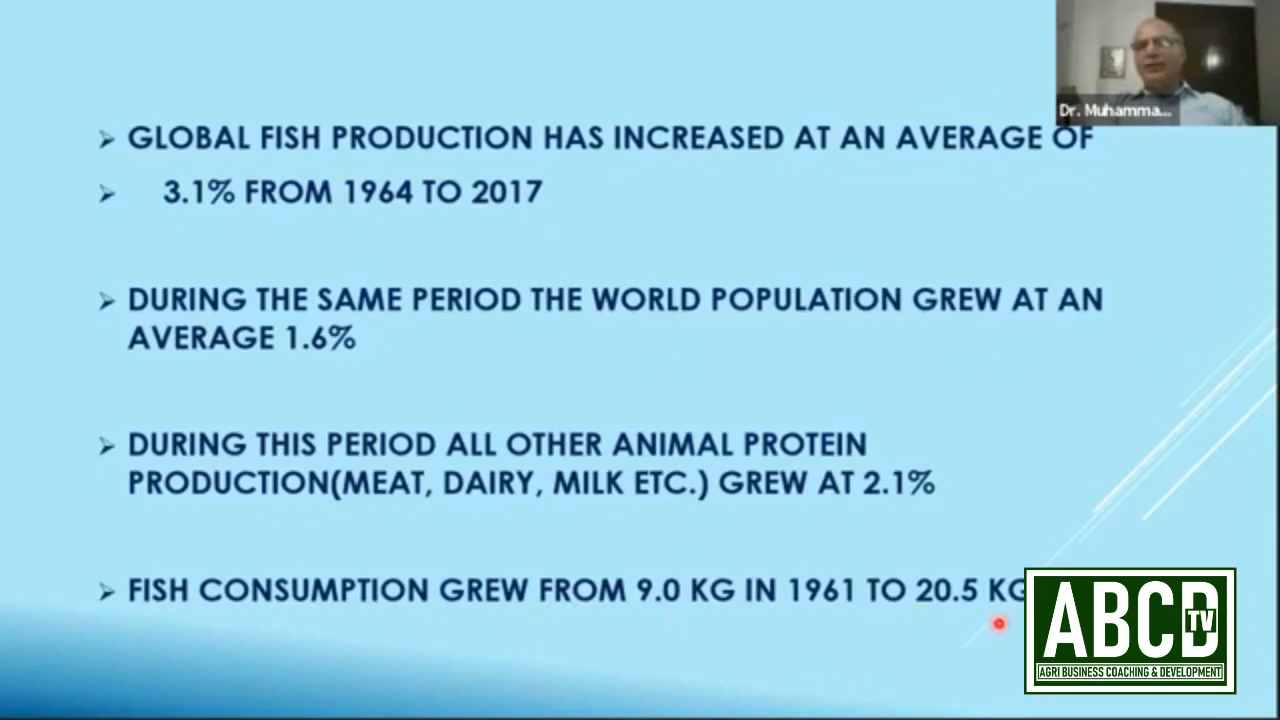 Dr. Muhamma...
GLOBAL FISH PRODUCTION HAS INCREASED AT AN AVERAGE OF
3.1% FROM 1964 TO 2017
DURING THE SAME PERIOD THE WORLD POPULATION GREW AT AN
AVERAGE 1.6%
DURING THIS PERIOD ALL OTHER ANIMAL PROTEIN
PRODUCTION(MEAT, DAIRY, MILK ETC.) GREW AT 2.1%
FISH CONSUMPTION GREW FROM 9.0 KG IN 1961 TO 20.5 KG
ABCD TV
AGRI BUSINESS COACHING & DEVELOPMENT